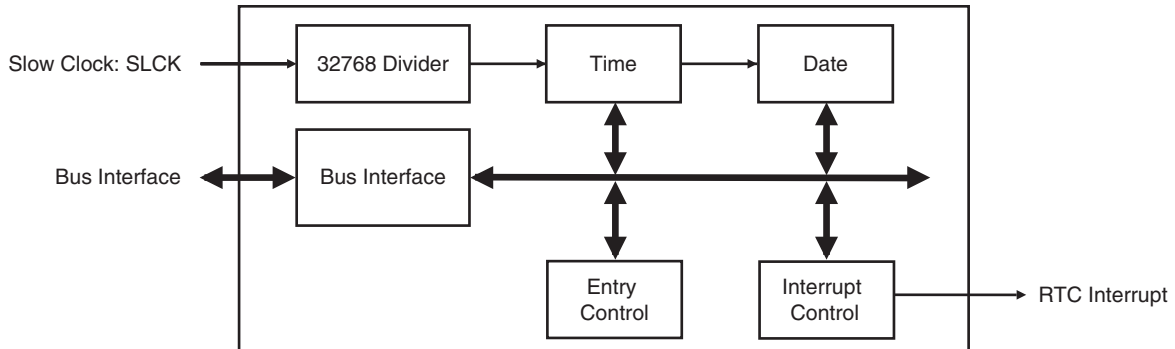 Slow Clock: SLCK
32768 Divider
Time
Date
Bus Interface
Bus Interface
Entry
Control
Interrupt
Control
RTC Interrupt